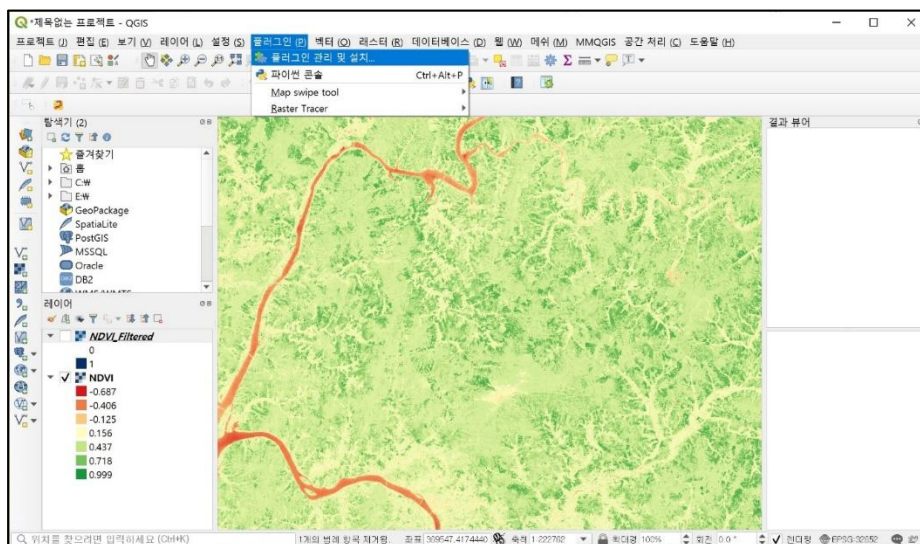 *제목없는 프로젝트 - QGIS
프로젝트 (J) 편집 (E) 보기 (V) 레이어 (L) 설정 (S) 플러그인 (P) 벡터 (O) 래스터 (R) 데이터베이스 (D) 웹 (W) 메쉬 (M) MMQGIS 공간 처리 (C) 도움말 (H)
플러그인 관리 및 설치...
파이썬 콘솔 Ctrl+Alt+P
Map swipe tool
Raster Tracer
탐색기 (2)
즐겨찾기
홈
C:₩
E:₩
GeoPackage
SpatiaLite
PostGIS
MSSQL
Oracle
DB2
WMS/WMTS
레이어
NDVI_Filtered
0
1
NDVI
-0.687
-0.406
-0.125
0.156
0.437
0.718
0.999
결과 뷰어
위치를 찾으려면 입력하세요 (Ctrl+K)
1개의 범례 항목 제거됨. 좌표 389547,4174440 축척 1:222762 확대경 100% 회전 0.0 ° 렌더링 EPSG:32652